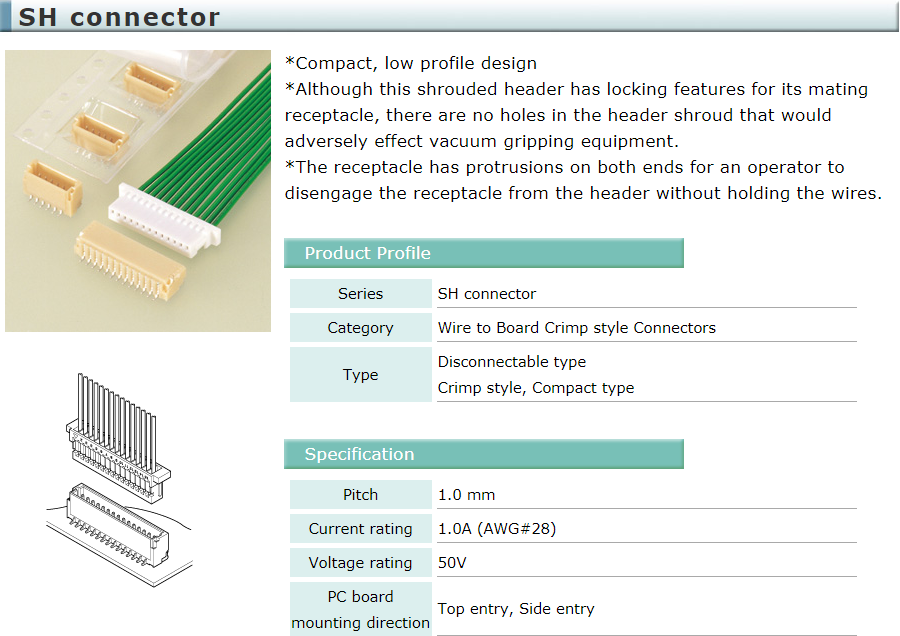 SH connector
*Compact, low profile design
*Although this shrouded header has locking features for its mating
receptacle, there are no holes in the header shroud that would
adversely effect vacuum gripping equipment.
*The receptacle has protrusions on both ends for an operator to
disengage the receptacle from the header without holding the wires.
Product Profile
Series SH connector
Category Wire to Board Crimp style Connectors
Type Disconnectable type
Crimp style, Compact type
Specification
Pitch 1.0 mm
Current rating 1.0A (AWG#28)
Voltage rating 50V
PC board
mounting direction Top entry, Side entry